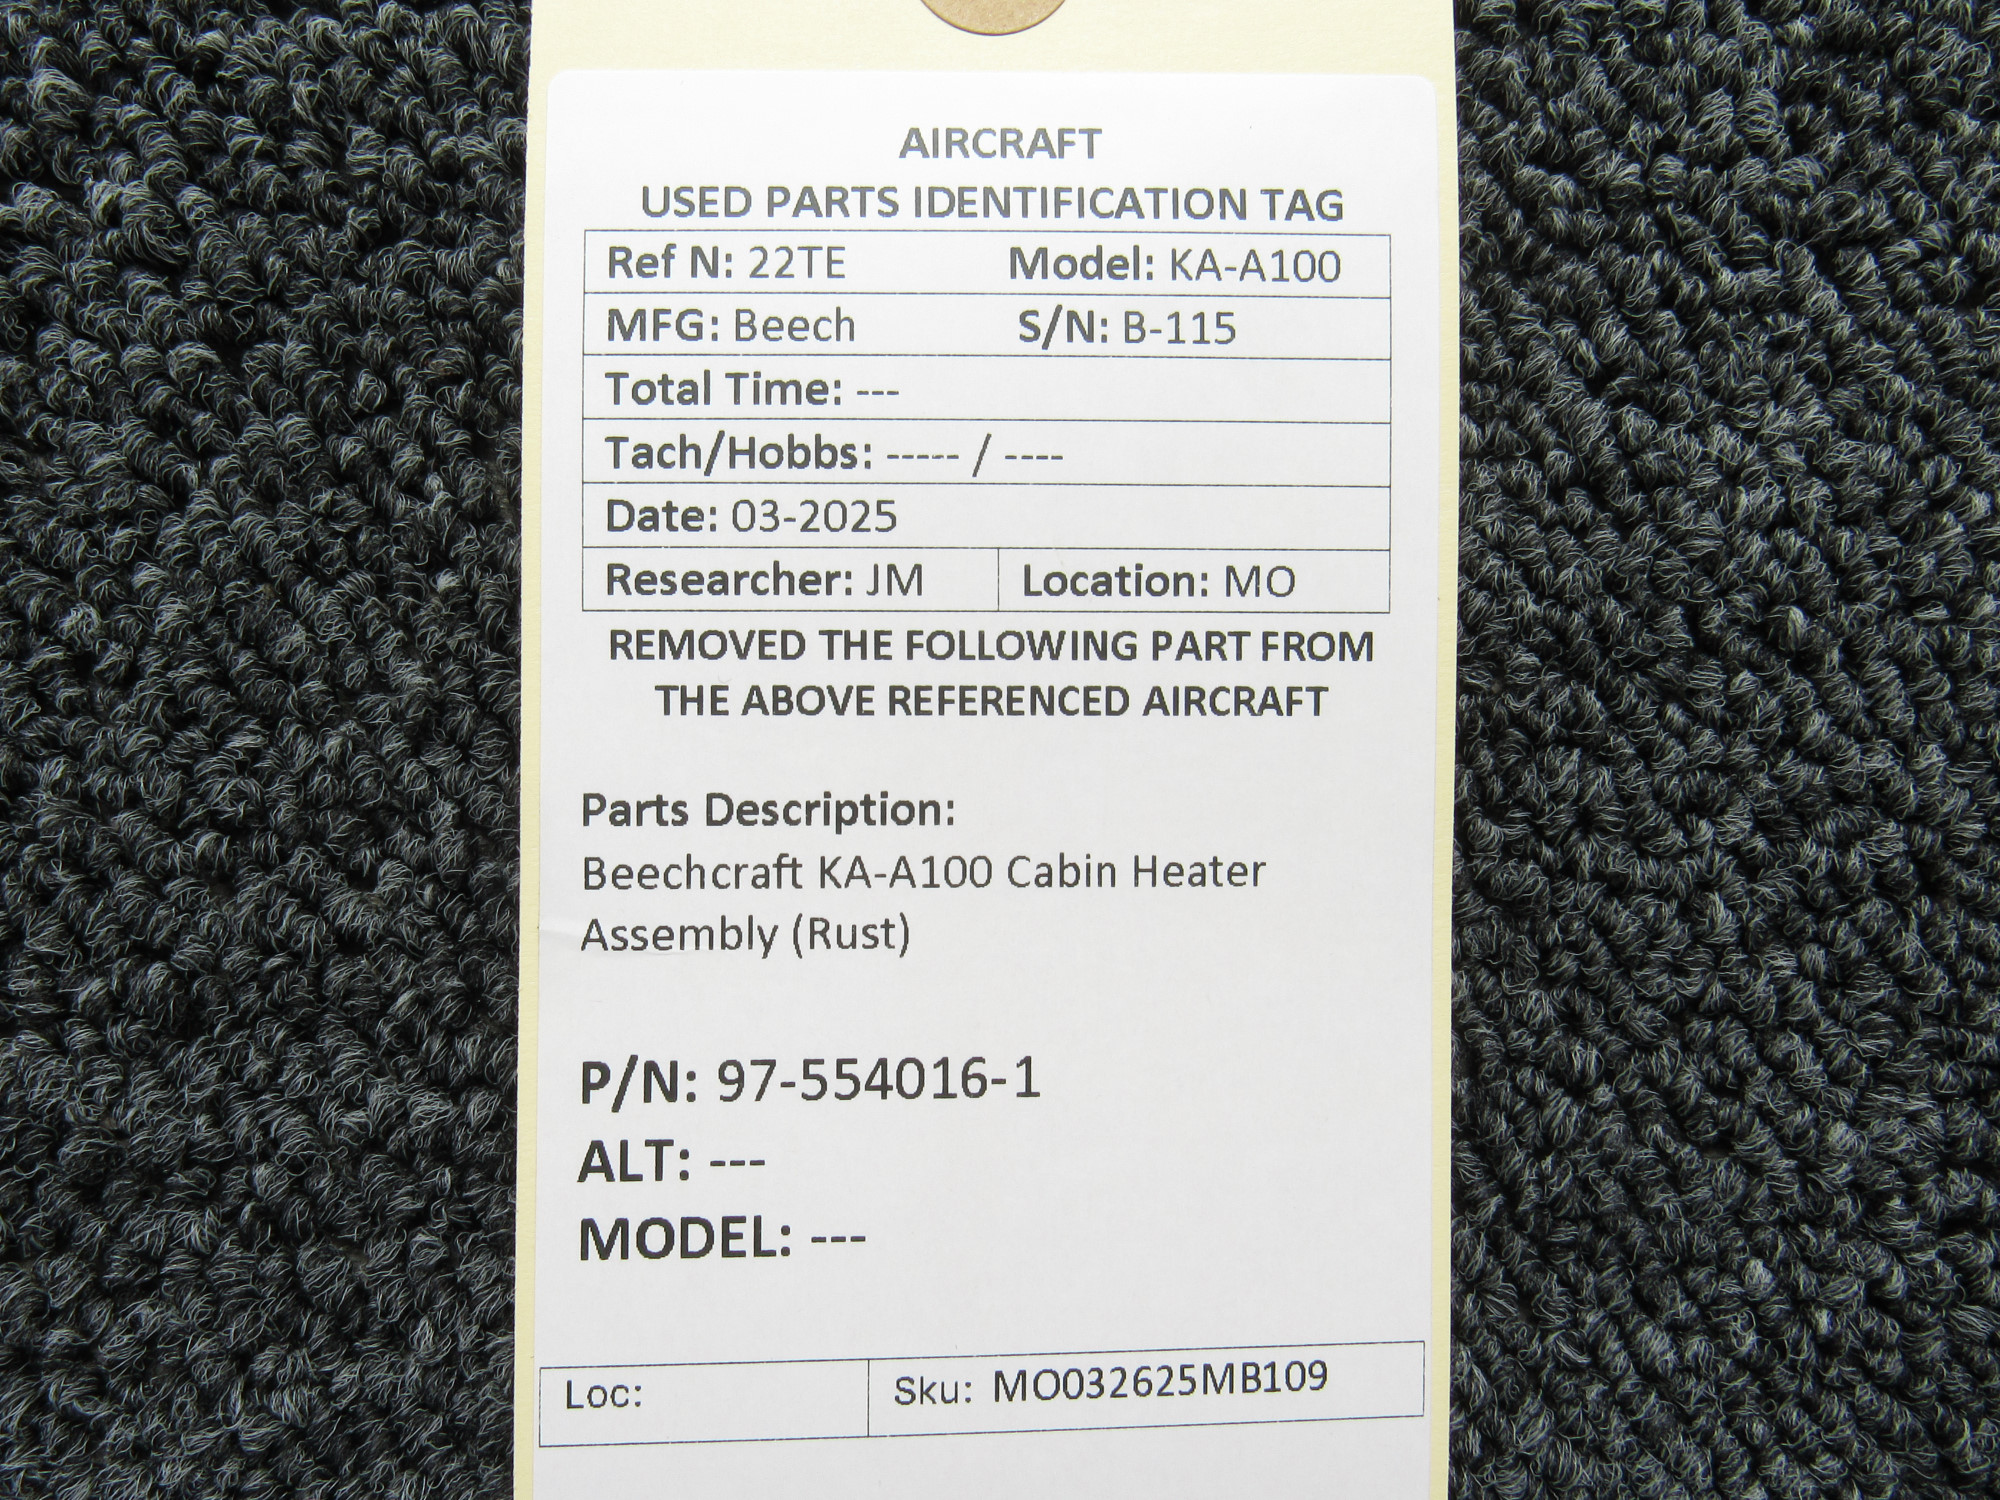 AIRCRAFT
USED PARTS IDENTIFICATION TAG
Ref N: 22TE Model: KA-A100
MFG: Beech S/N: B-115
Total Time: ---
Tach/Hobbs: ----- / ----
Date: 03-2025
Researcher: JM Location: MO
REMOVED THE FOLLOWING PART FROM
THE ABOVE REFERENCED AIRCRAFT
Parts Description:
Beechcraft KA-A100 Cabin Heater
Assembly (Rust)
P/N: 97-554016-1
ALT: ---
MODEL: ---
Loc: Sku: MO032625MB109